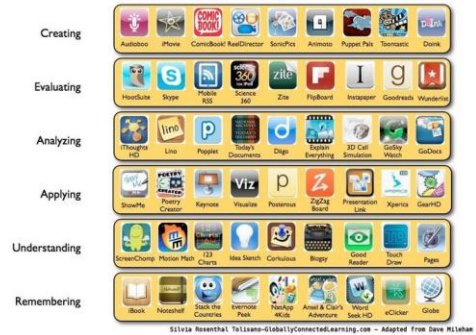 Creating
Audioboo iMovie ComicBook! ReelDirector SonicPics Animoto Puppet Pals Toontastic Doink
Evaluating
HootSuite Skype Mobile RSS Science 360 Zite FlipBoard Instapaper Goodreads Wunderlist
Analyzing
iThoughts HD Lino Popplet Today's Documents Diigo Explain Everything 3D Cell Simulation GoSky Watch GoDocs
Applying
ShowMe Poetry Creator Keynote Visualize Posterous ZigZag Board Presentation Link Xperica GearHD
Understanding
ScreenChomp Motion Math 123 Charts Idea Sketch Corkulous Blogsy Good Reader Touch Draw Pages
Remembering
iBook Noteshelf Stack the Countries Evernote Peek NatApp 4Kids Ansel & Clair's Adventure Word Seek HD eClicker Globe
Silvia Rosenthal Tolisano-GloballyConnectedLearning.com - Adapted from Dave Mileham